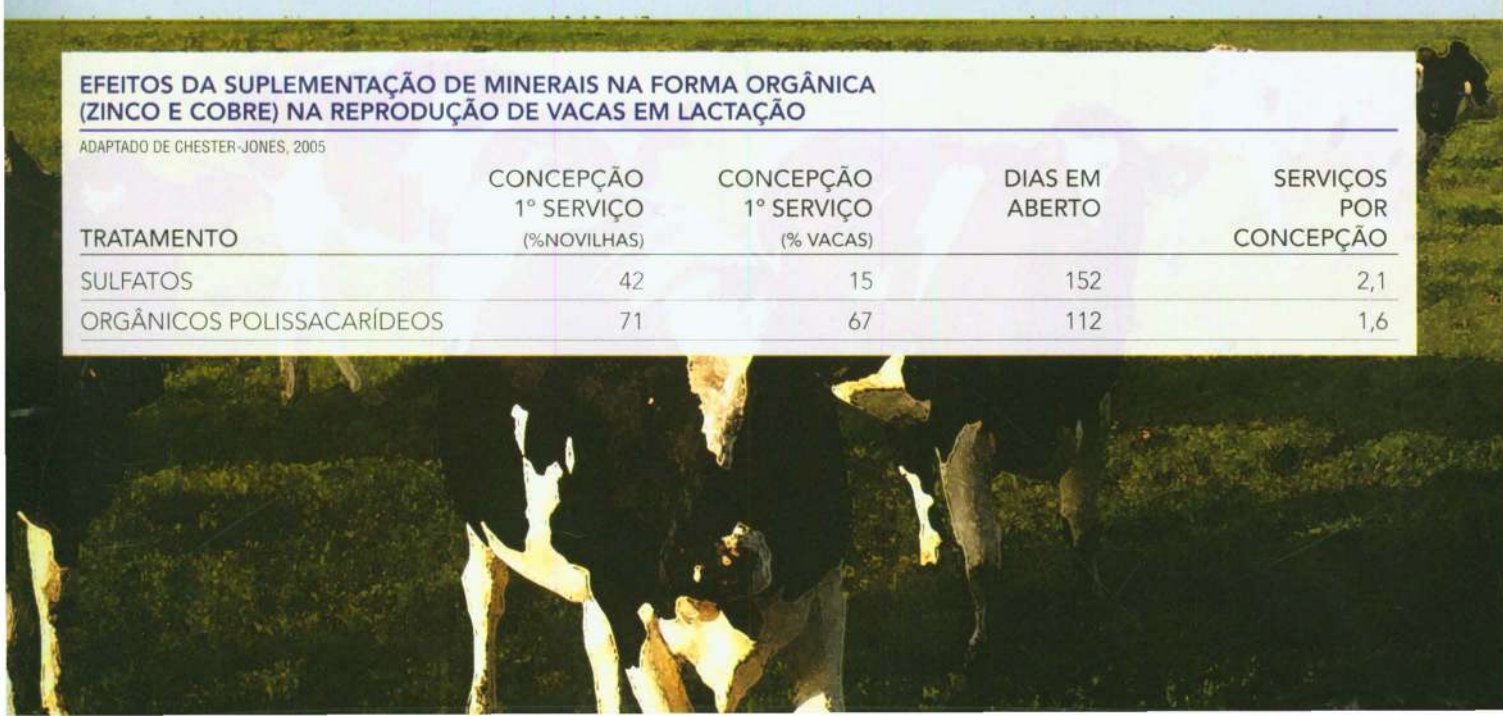 EFEITOS DA SUPLEMENTAÇÃO DE MINERAIS NA FORMA ORGÂNICA
(ZINCO E COBRE) NA REPRODUÇÃO DE VACAS EM LACTAÇÃO
ADAPTADO DE CHESTER-JONES, 2005
TRATAMENTO CONCEPÇÃO 1º SERVIÇO (%NOVILHAS) CONCEPÇÃO 1º SERVIÇO (% VACAS) DIAS EM ABERTO SERVIÇOS POR CONCEPÇÃO
SULFATOS 42 15 152 2,1
ORGÂNICOS POLISSACARÍDEOS 71 67 112 1,6